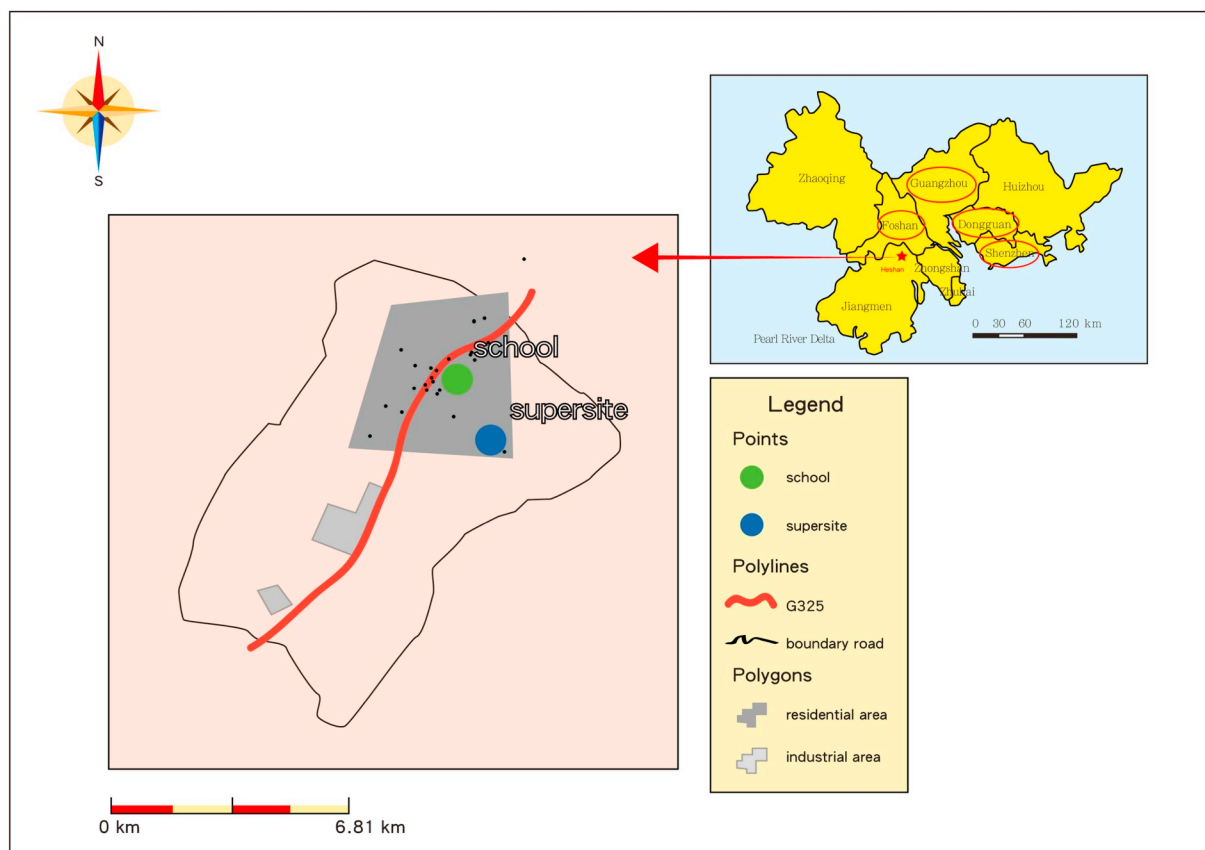 N
S
Zhaoqing
Guangzhou
Huizhou
Foshan
Dongguan
Shenzhen
Heshan
Zhongshan
Zhuhai
Jiangmen
0 30 60 120 km
Pearl River Delta
school
supersite
Legend
Points
school
supersite
Polylines
G325
boundary road
Polygons
residential area
industrial area
0 km 6.81 km